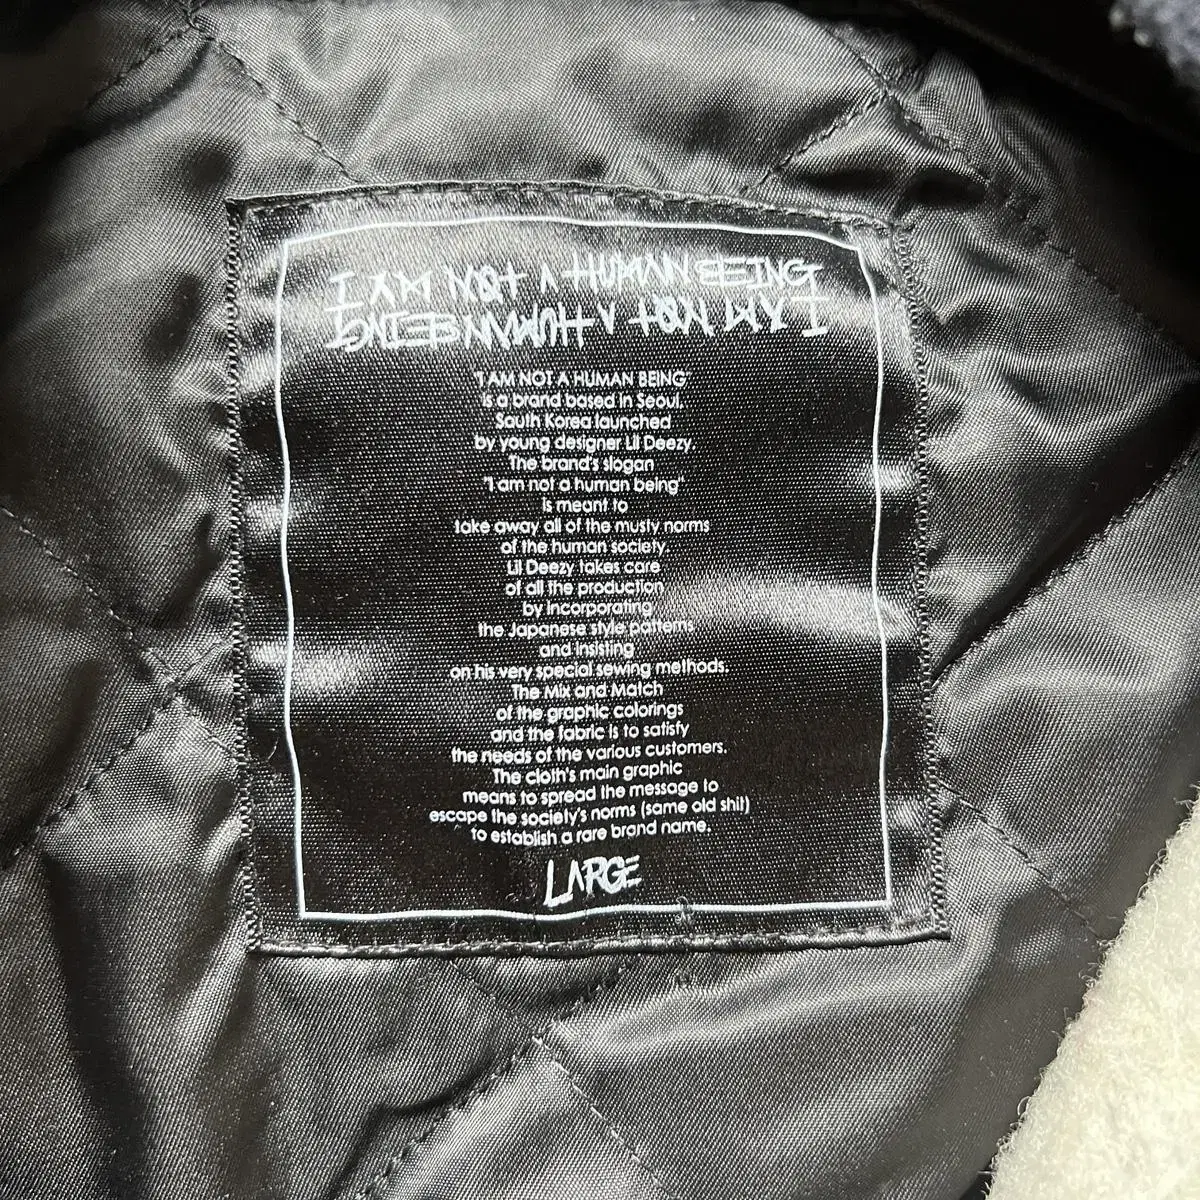 I AM NOT A HUMAN BEING
I AM NOT A HUMAN BEING
"I AM NOT A HUMAN BEING"
is a brand based in Seoul,
South Korea launched
by young designer Lil Deezy.
The brand's slogan
"I am not a human being"
is meant to
take away all of the musty norms
of the human society.
Lil Deezy takes care
of all the production
by incorporating
the Japanese style patterns
and insisting
on his very special sewing methods.
The Mix and Match
of the graphic colorings
and the fabric is to satisfy
the needs of the various customers.
The cloth's main graphic
means to spread the message to
escape the society's norms (same old shit)
to establish a rare brand name.
LARGE